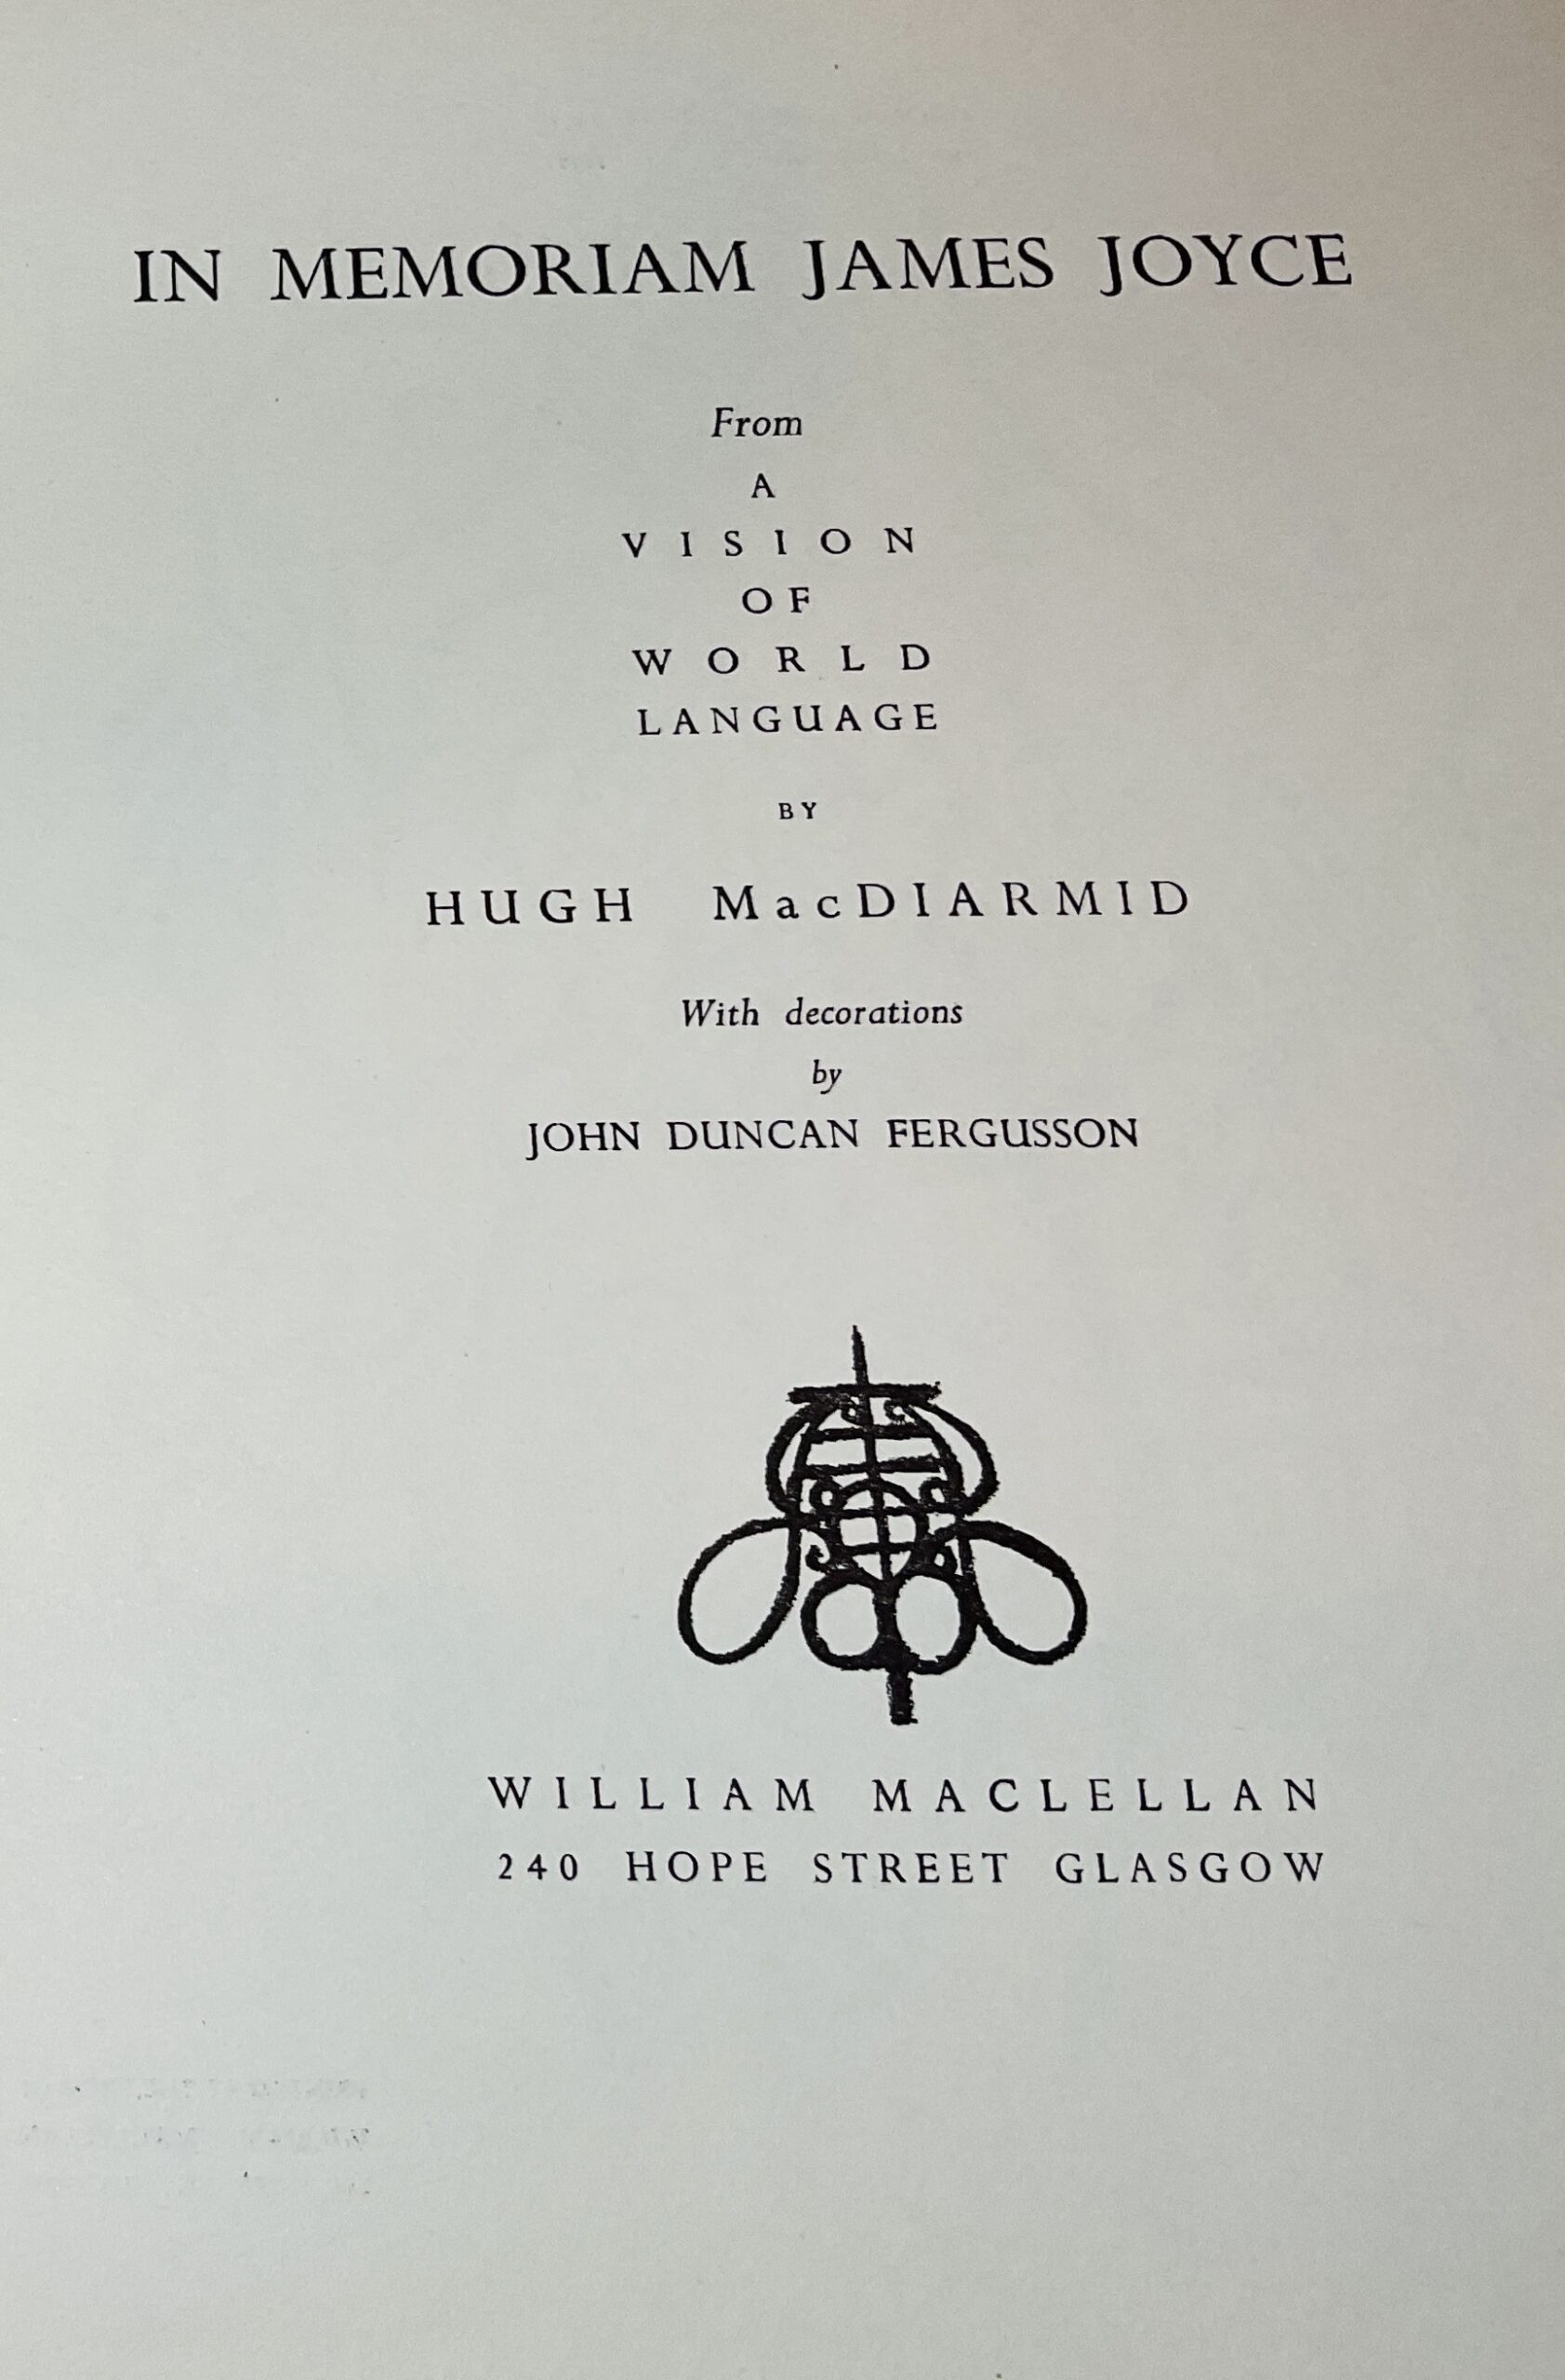 IN MEMORIAM JAMES JOYCE
From
A
VISION
OF
WORLD
LANGUAGE
BY
HUGH MacDIARMID
With decorations
by
JOHN DUNCAN FERGUSSON
WILLIAM MACLELLAN
240 HOPE STREET GLASGOW